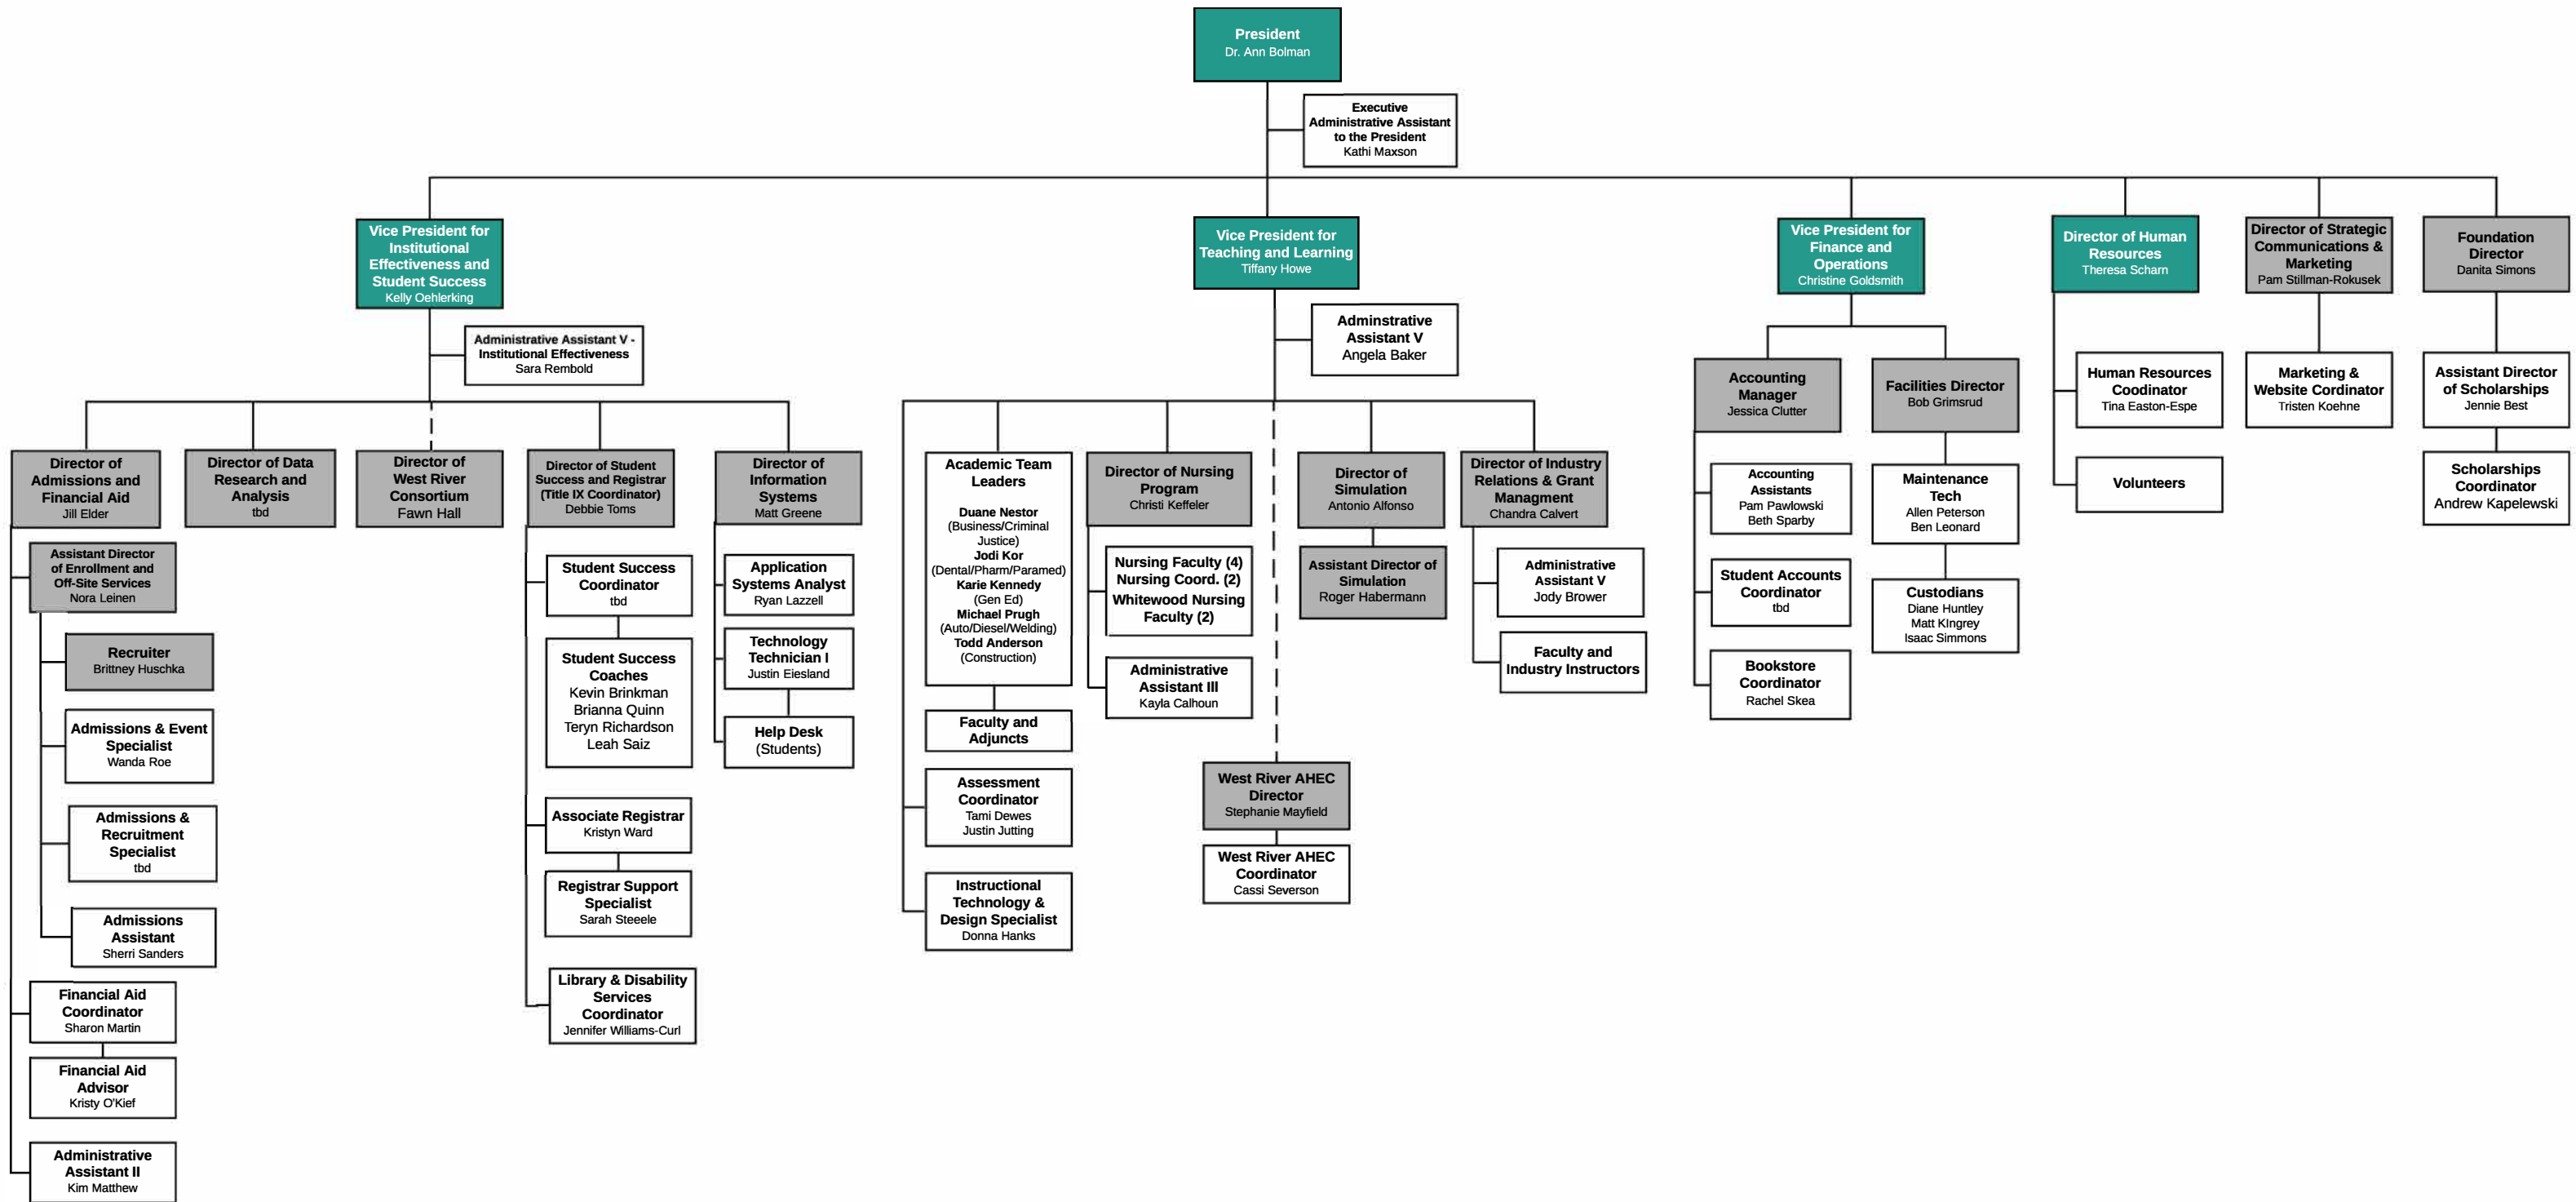 President
Dr. Ann Bolman
Executive
Administrative Assistant
to the President
Kathi Maxson
Vice President for
Institutional
Effectiveness and
Student Success
Kelly Oehlerking
Vice President for
Teaching and Learning
Tiffany Howe
Vice President for
Finance and
Operations
Christine Goldsmith
Director of Human
Resources
Theresa Scharn
Director of Strategic
Communications &
Marketing
Pam Stillman-Rokusek
Foundation
Director
Danita Simons
Administrative Assistant V -
Institutional Effectiveness
Sara Rembold
Adminstrative
Assistant V
Angela Baker
Accounting
Manager
Jessica Clutter
Facilities Director
Bob Grimsrud
Human Resources
Coodinator
Tina Easton-Espe
Marketing &
Website Cordinator
Tristen Koehne
Assistant Director
of Scholarships
Jennie Best
Director of
Admissions and
Financial Aid
Jill Elder
Director of Data
Research and
Analysis
tbd
Director of
West River
Consortium
Fawn Hall
Director of Student
Success and Registrar
(Title IX Coordinator)
Debbie Toms
Director of
Information
Systems
Matt Greene
Academic Team
Leaders
Duane Nestor
(Business/Criminal
Justice)
Jodi Kor
(Dental/Pharm/Paramed)
Karie Kennedy
(Gen Ed)
Michael Prugh
(Auto/Diesel/Welding)
Todd Anderson
(Construction)
Director of Nursing
Program
Christi Keffeler
Director of
Simulation
Antonio Alfonso
Director of Industry
Relations & Grant
Managment
Chandra Calvert
Accounting
Assistants
Pam Pawlowski
Beth Sparby
Maintenance
Tech
Allen Peterson
Ben Leonard
Volunteers
Scholarships
Coordinator
Andrew Kapelewski
Assistant Director
of Enrollment and
Off-Site Services
Nora Leinen
Student Success
Coordinator
tbd
Application
Systems Analyst
Ryan Lazzell
Nursing Faculty (4)
Nursing Coord. (2)
Whitewood Nursing
Faculty (2)
Assistant Director of
Simulation
Roger Habermann
Administrative
Assistant V
Jody Brower
Student Accounts
Coordinator
tbd
Custodians
Diane Huntley
Matt KIngrey
Isaac Simmons
Recruiter
Brittney Huschka
Student Success
Coaches
Kevin Brinkman
Brianna Quinn
Teryn Richardson
Leah Saiz
Technology
Technician I
Justin Eiesland
Administrative
Assistant III
Kayla Calhoun
Faculty and
Industry Instructors
Bookstore
Coordinator
Rachel Skea
Admissions & Event
Specialist
Wanda Roe
Help Desk
(Students)
Faculty and
Adjuncts
Admissions &
Recruitment
Specialist
tbd
Associate Registrar
Kristyn Ward
Assessment
Coordinator
Tami Dewes
Justin Jutting
West River AHEC
Director
Stephanie Mayfield
West River AHEC
Coordinator
Cassi Severson
Admissions
Assistant
Sherri Sanders
Registrar Support
Specialist
Sarah Steeele
Instructional
Technology &
Design Specialist
Donna Hanks
Financial Aid
Coordinator
Sharon Martin
Library & Disability
Services
Coordinator
Jennifer Williams-Curl
Financial Aid
Advisor
Kristy O'Kief
Administrative
Assistant II
Kim Matthew